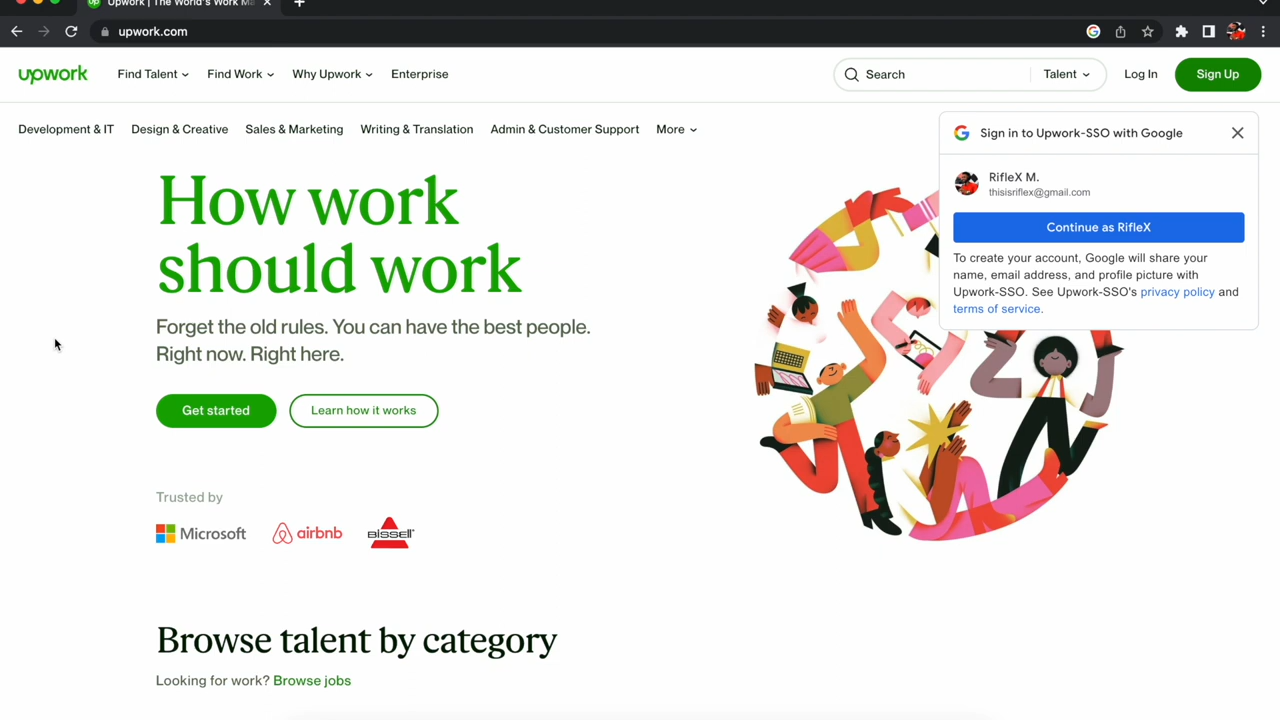 Upwork | The World's Work Ma
upwork.com
upwork
Find Talent
Find Work
Why Upwork
Enterprise
Search
Talent
Log In
Sign Up
Development & IT
Design & Creative
Sales & Marketing
Writing & Translation
Admin & Customer Support
More
Sign in to Upwork-SSO with Google
RifleX M.
thisisriflex@gmail.com
Continue as RifleX
To create your account, Google will share your
name, email address, and profile picture with
Upwork-SSO. See Upwork-SSO's privacy policy and
terms of service.
How work
should work
Forget the old rules. You can have the best people.
Right now. Right here.
Get started
Learn how it works
Trusted by
Microsoft
airbnb
BISSELL
Browse talent by category
Looking for work? Browse jobs